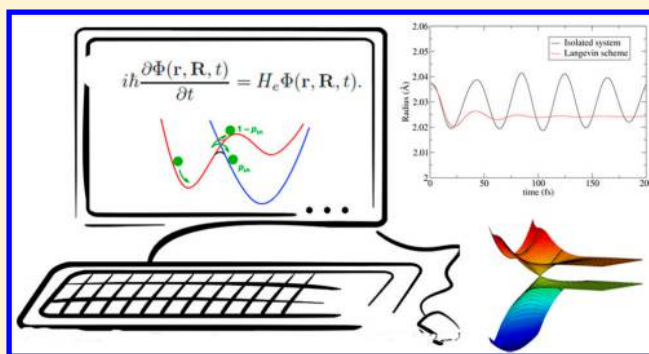 iħ ∂Φ(r, R, t)/∂t = H_eΦ(r, R, t).
1-p_sh
p_sh
Isolated system
Langevin scheme
Radius (Å)
2.06
2.05
2.04
2.03
2.02
2.01
2
0
50
100
150
200
time (fs)